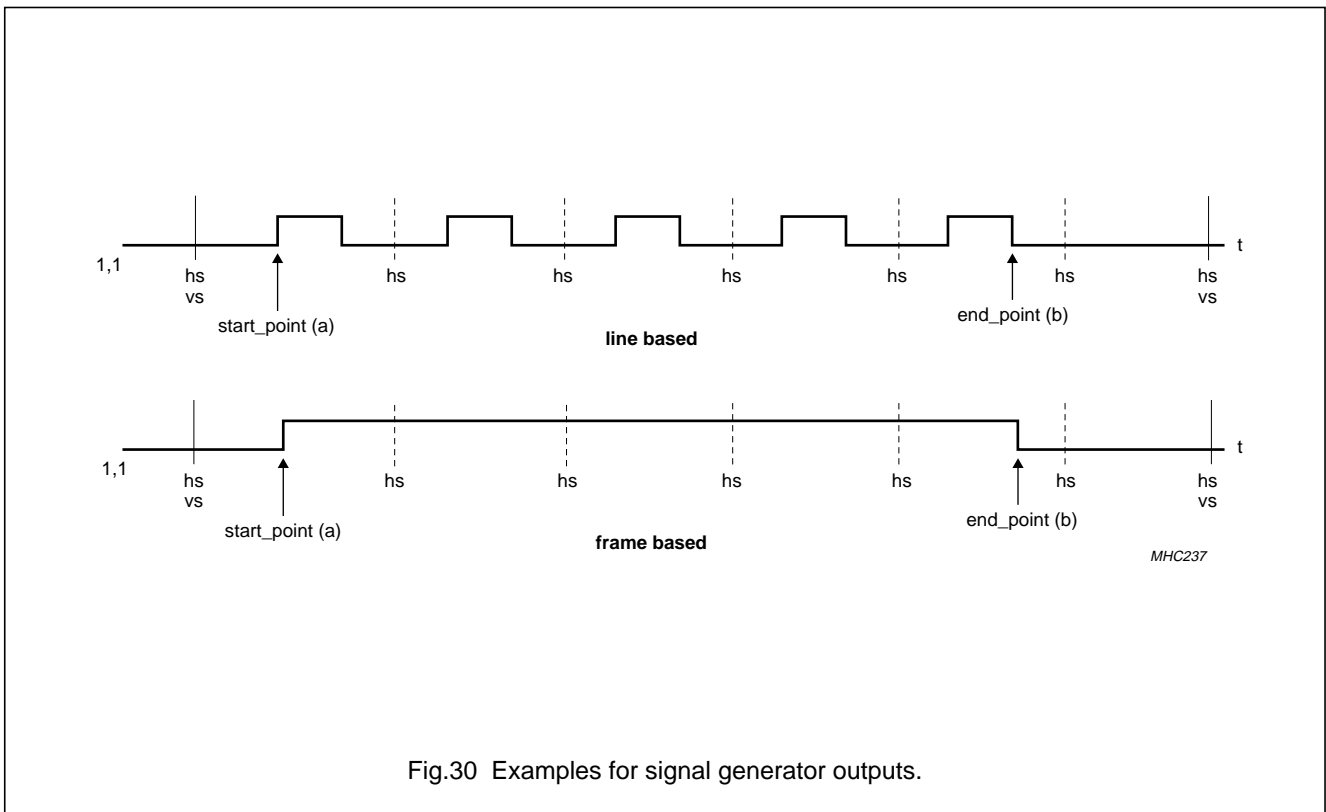 t
1,1
hs hs hs hs hs hs hs
vs vs
start_point (a) end_point (b)
line based
t
1,1
hs hs hs hs hs hs hs
vs vs
start_point (a) end_point (b)
frame based
MHC237
Fig.30 Examples for signal generator outputs.